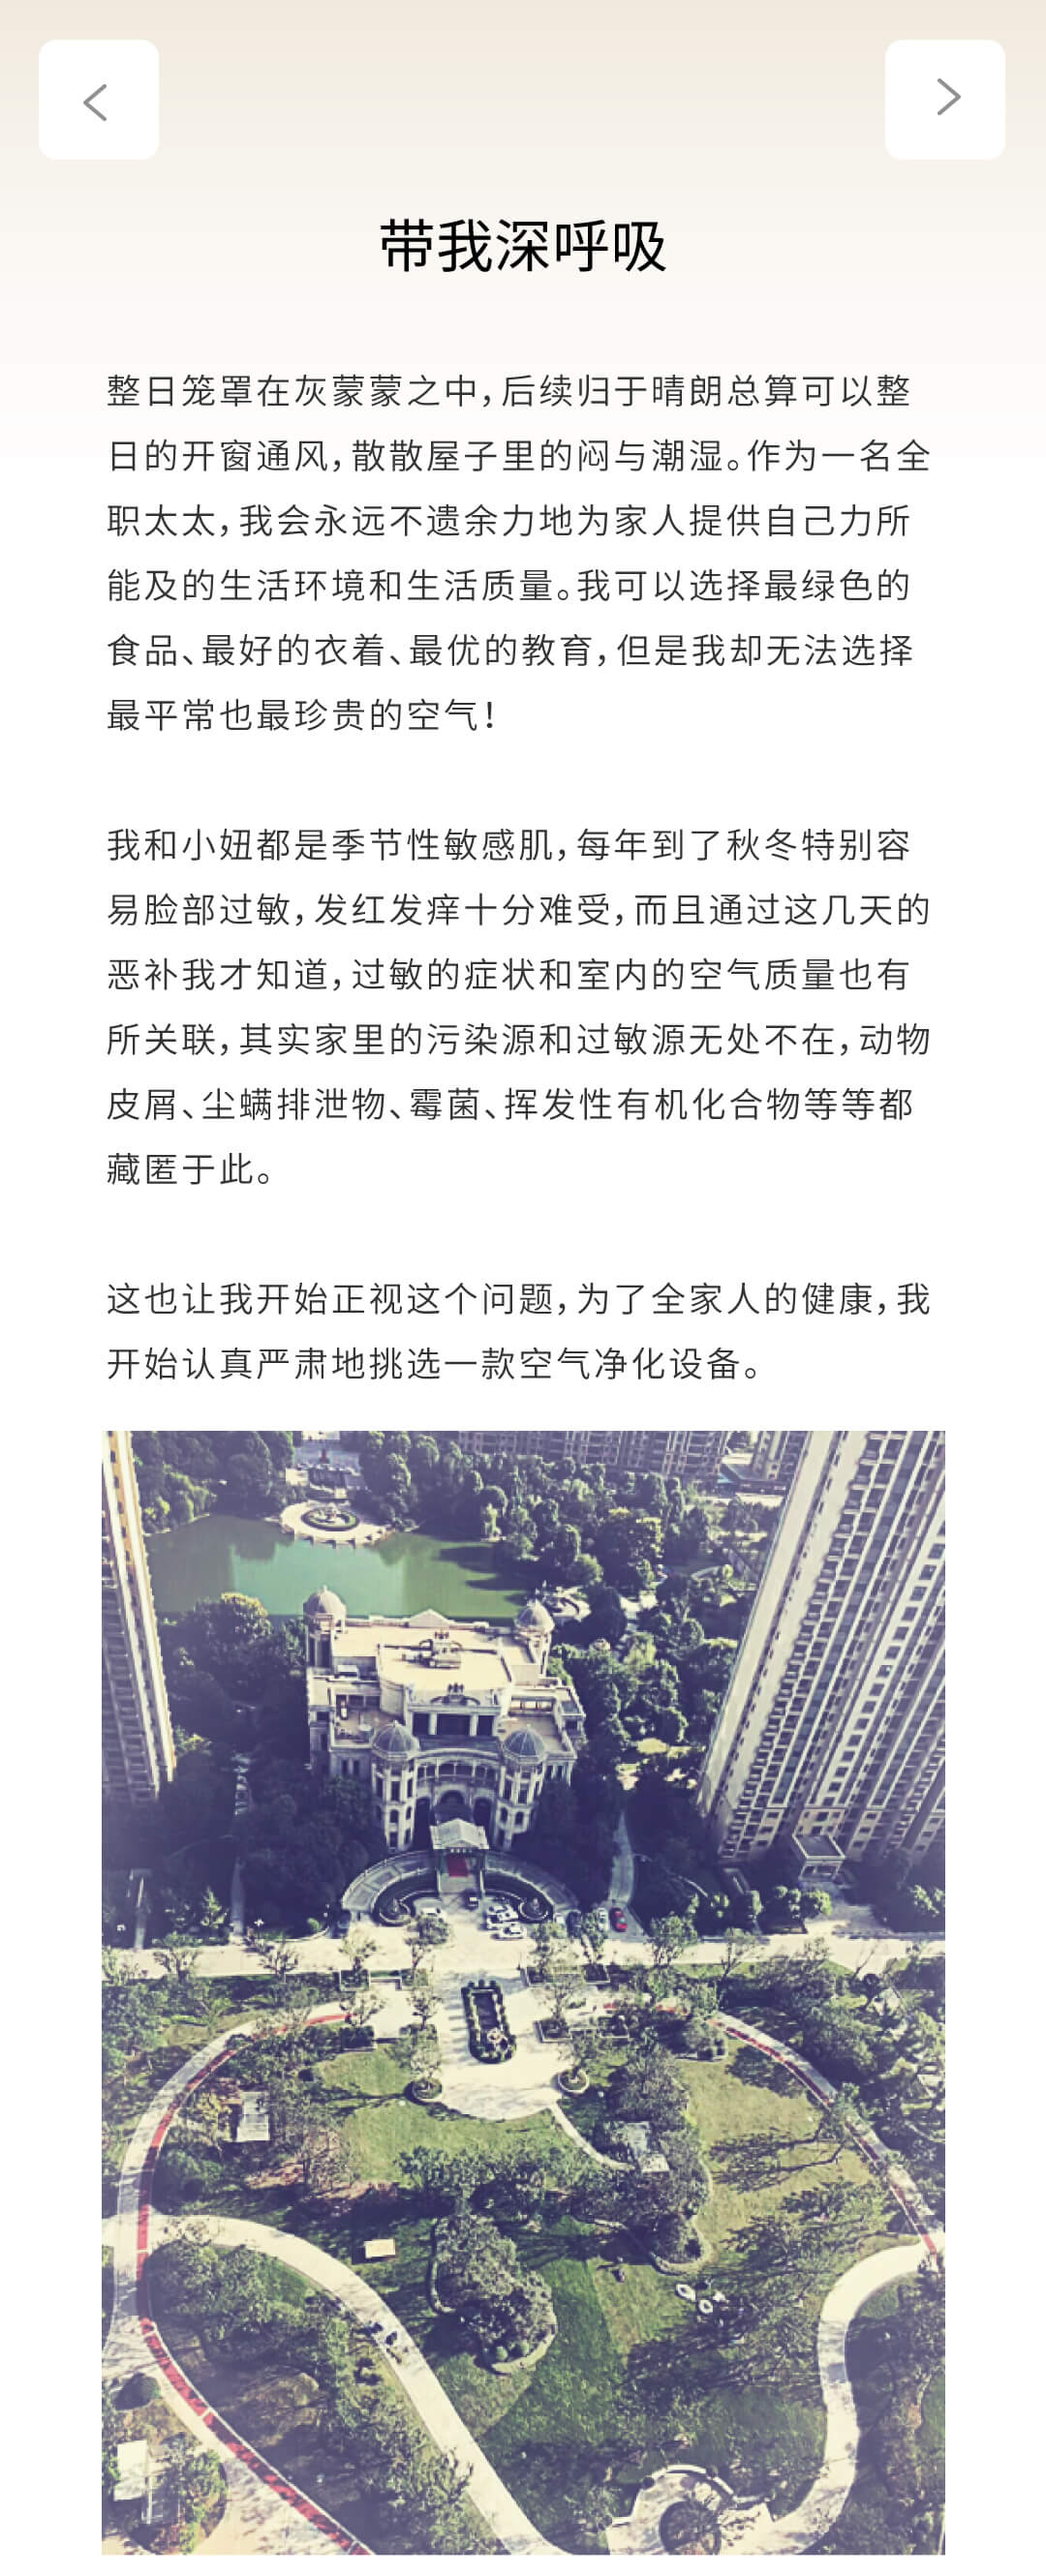 带我深呼吸
整日笼罩在灰蒙蒙之中，后续归于晴朗总算可以整
日的开窗通风，散散屋子里的闷与潮湿。作为一名全
职太太，我会永远不遗余力地为家人提供自己力所
能及的生活环境和生活质量。我可以选择最绿色的
食品、最好的衣着、最优的教育，但是我却无法选择
最平常也最珍贵的空气！
我和小妞都是季节性敏感肌，每年到了秋冬特别容
易脸部过敏，发红发痒十分难受，而且通过这几天的
恶补我才知道，过敏的症状和室内的空气质量也有
所关联，其实家里的污染源和过敏源无处不在，动物
皮屑、尘螨排泄物、霉菌、挥发性有机化合物等等都
藏匿于此。
这也让我开始正视这个问题，为了全家人的健康，我
开始认真严肃地挑选一款空气净化设备。